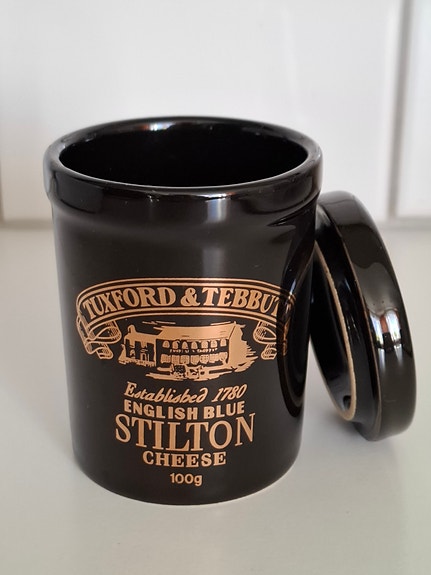 TUXFORD & TEBBUT
Established 1780
ENGLISH BLUE
STILTON
CHEESE
100g